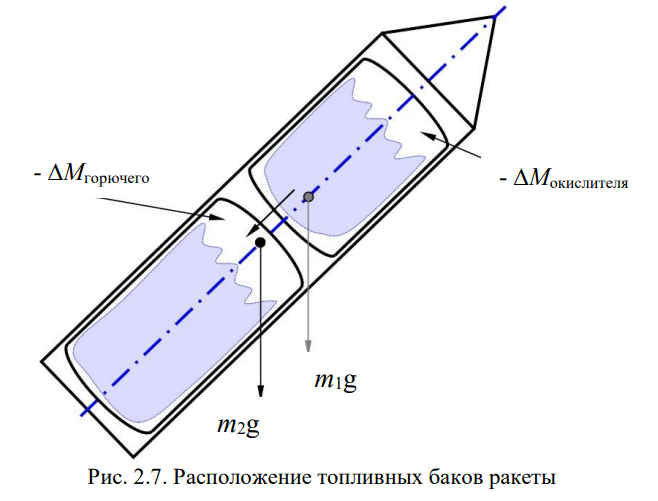 - ΔMгорючего
- ΔMокислителя
m1g
m2g
Рис. 2.7. Расположение топливных баков ракеты